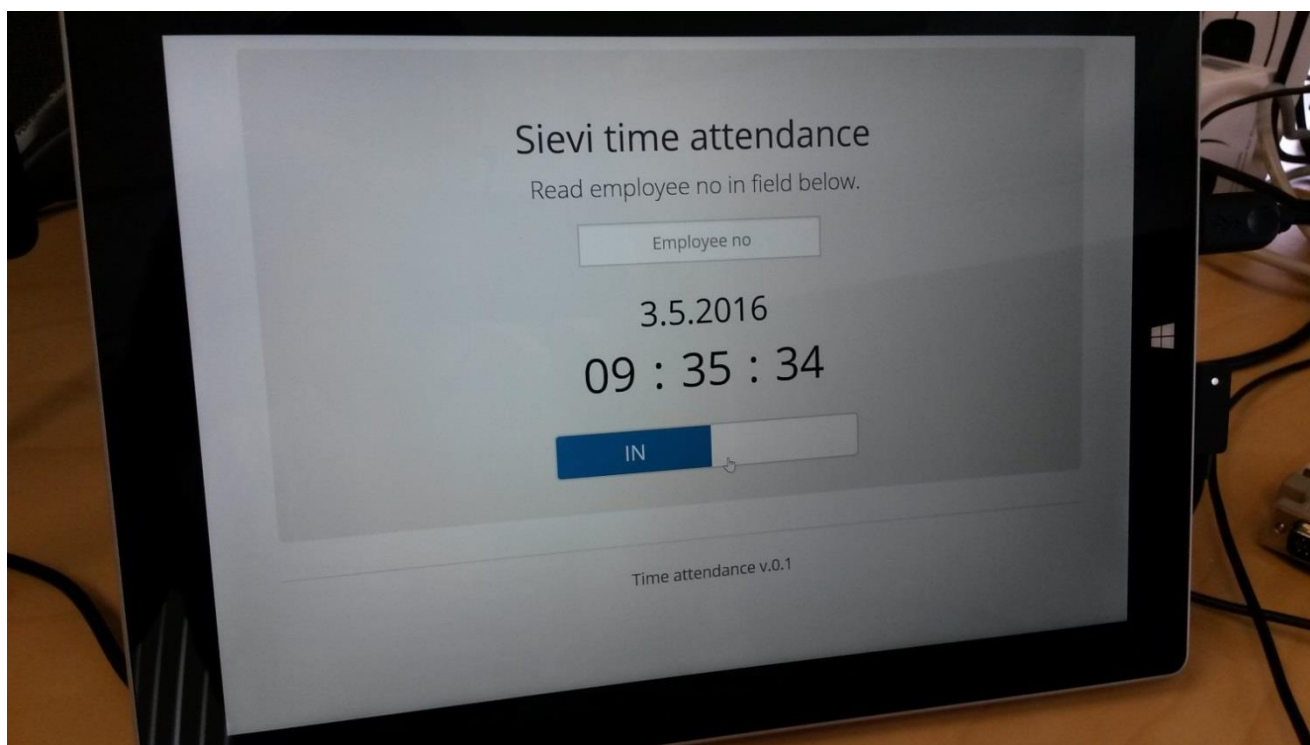 Sievi time attendance
Read employee no in field below.
Employee no
3.5.2016
09 : 35 : 34
IN
Time attendance v.0.1